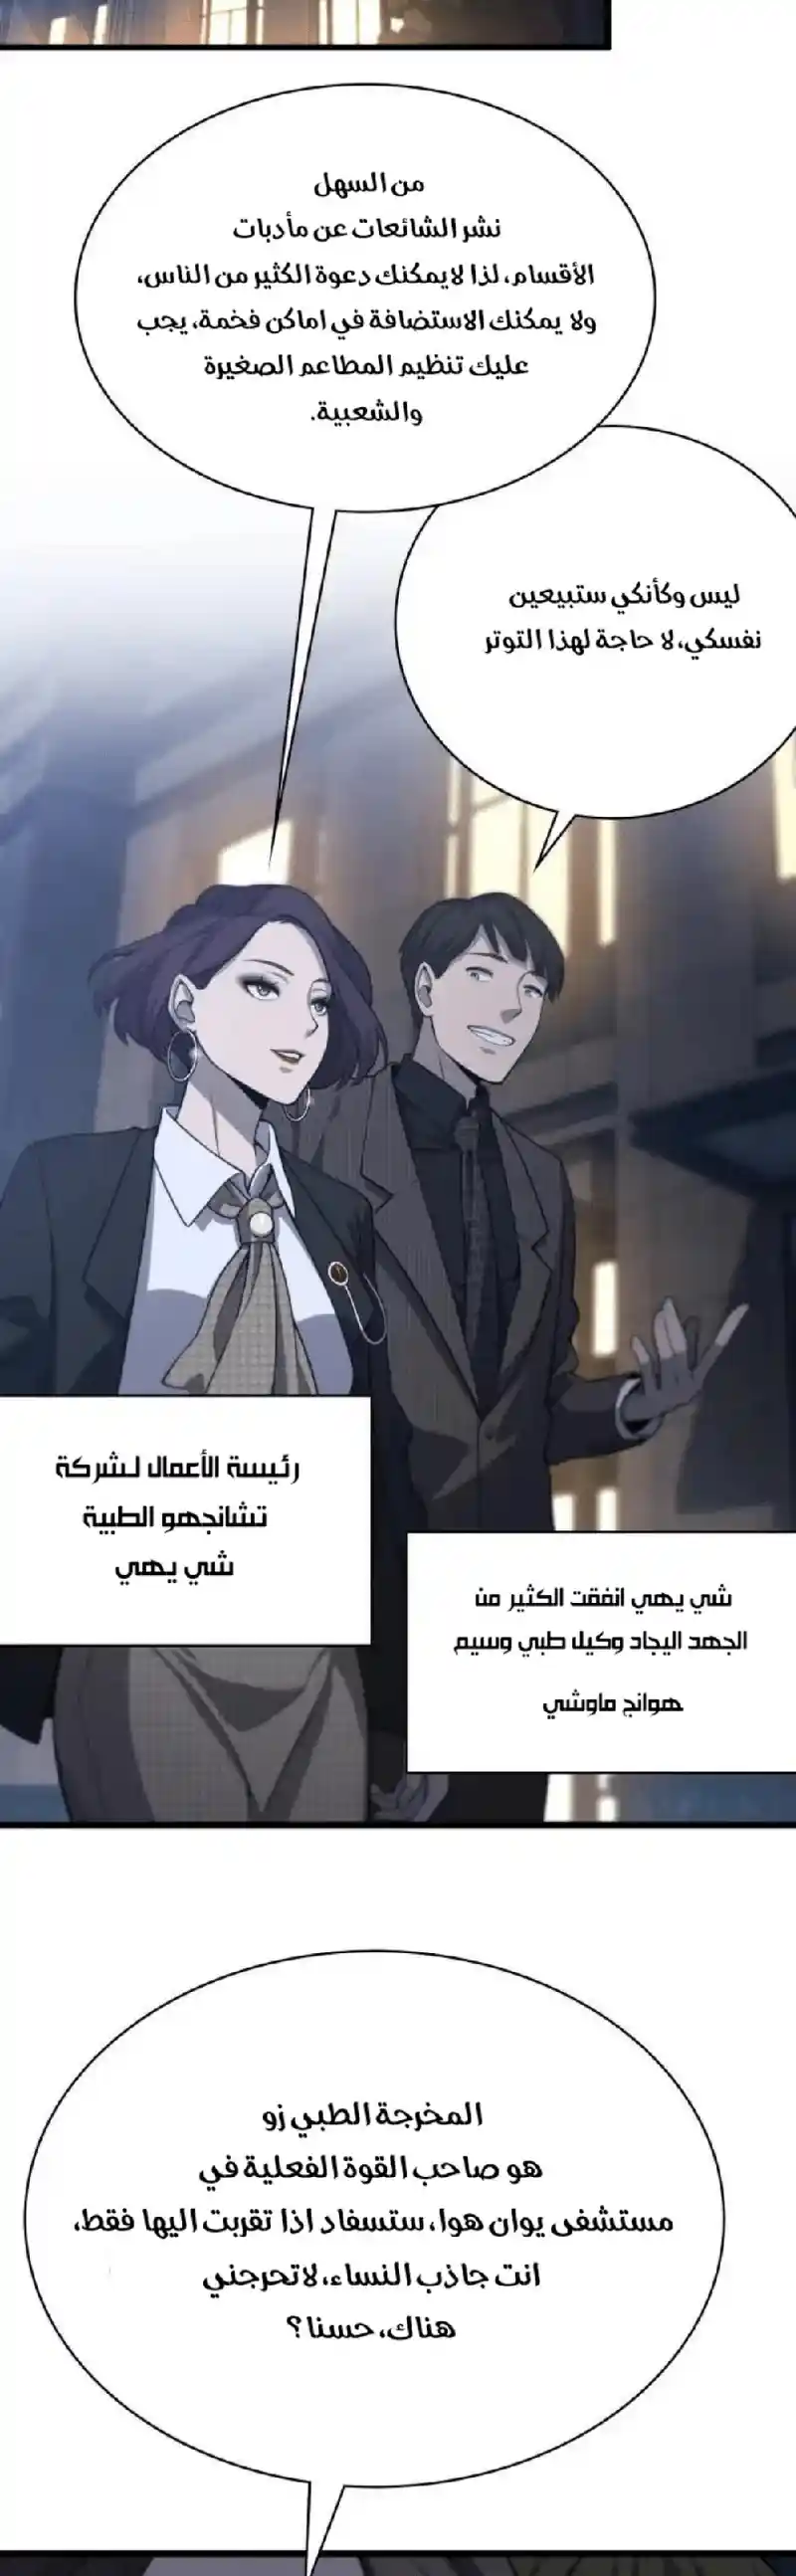 من السهل
نشر الشائعات عن مأدبات
الأقسام، لذا لايمكنك دعوة الكثير من الناس،
ولا يمكنك الاستضافة في اماكن فخمة، يجب
عليك تنظيم المطاعم الصغيرة
والشعبية.
ليس وكأنكي ستبيعين
نفسكي، لا حاجة لهذا التوتر
رئيسة الأعمال لشركة
تشانجهو الطبية
شي يهي
شي يهي انفقت الكثير من
الجهد اليجاد وكيل طبي وسيم
هوانج ماوشي
المخرجة الطبي زو
هو صاحب القوة الفعلية في
مستشفى يوان هوا، ستسفاد اذا تقربت اليها فقط،
انت جاذب النساء، لاتحرجني
هناك، حسنا؟